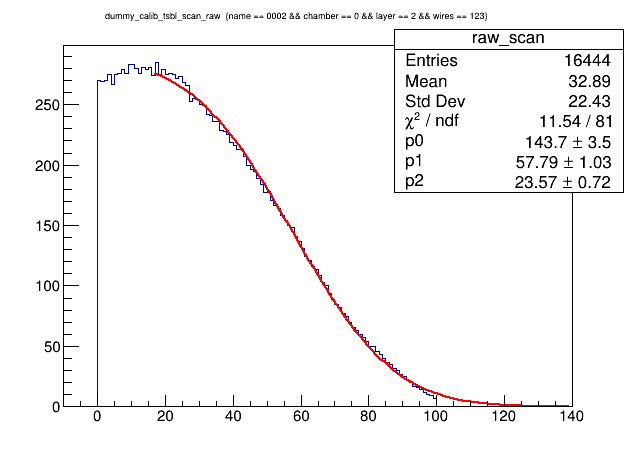 dummy_calib_tsbl_scan_raw (name == 0002 && chamber == 0 && layer == 2 && wires == 123)
raw_scan
Entries 16444
Mean 32.89
Std Dev 22.43
χ² / ndf 11.54 / 81
p0 143.7 ± 3.5
p1 57.79 ± 1.03
p2 23.57 ± 0.72
250
200
150
100
50
0
0 20 40 60 80 100 120 140